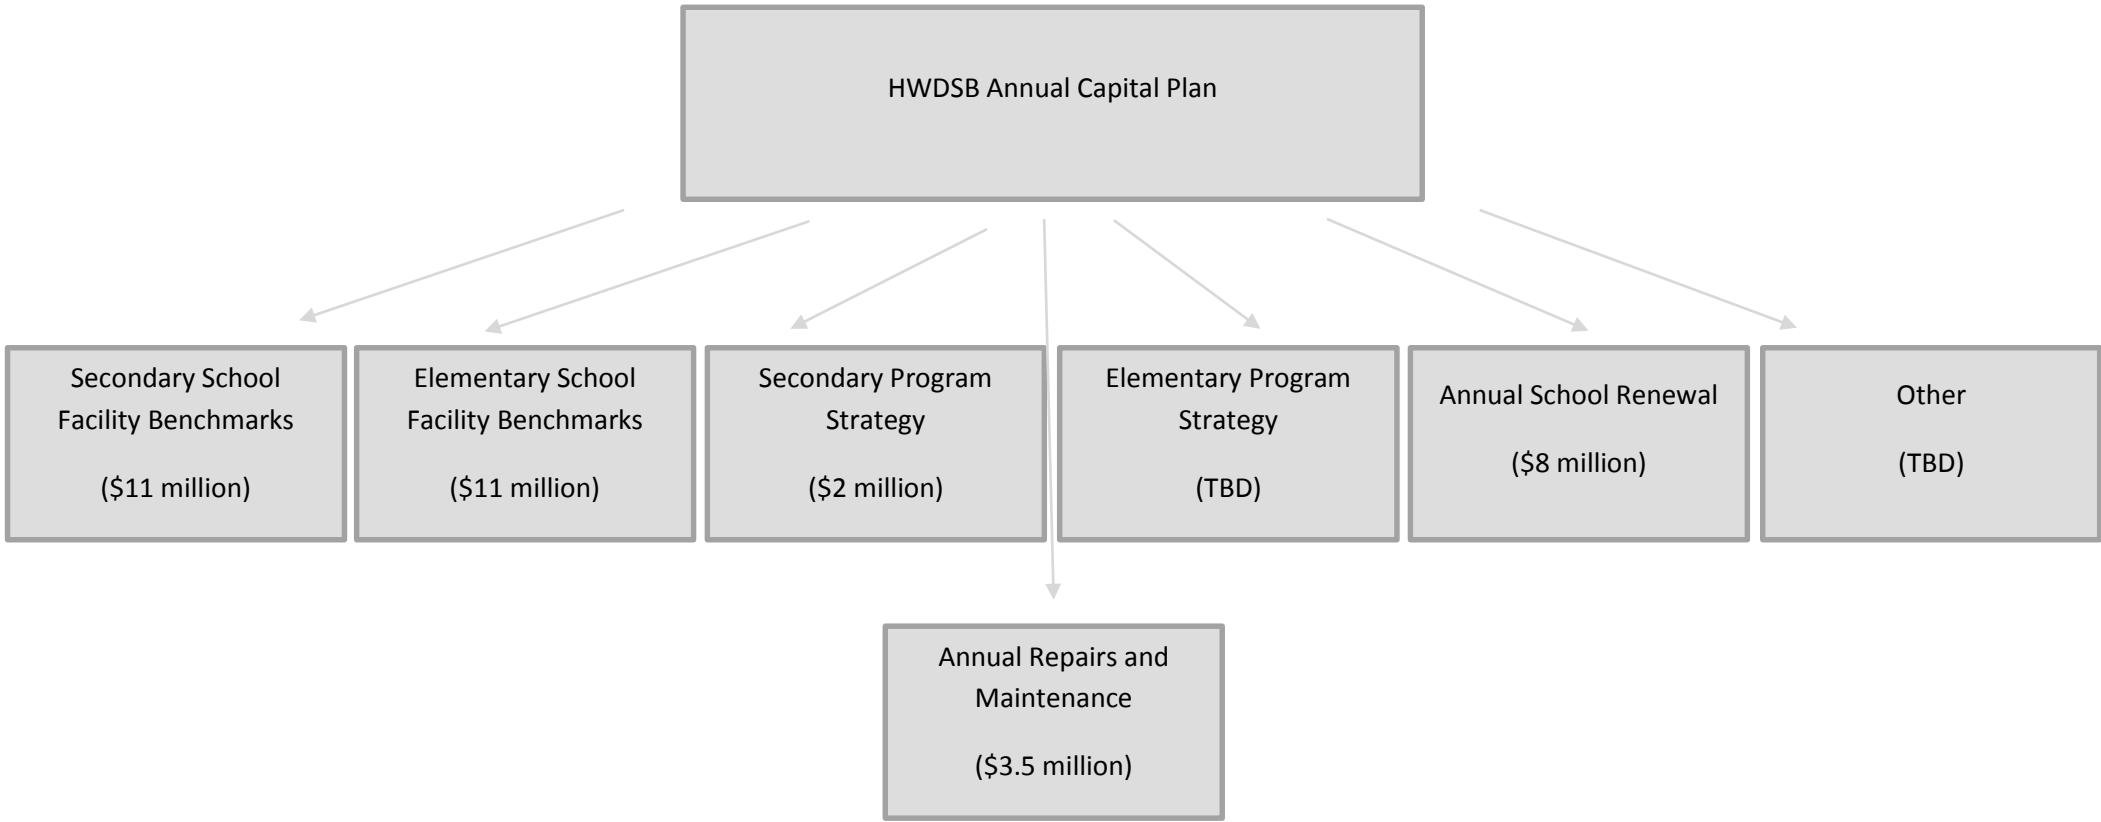 HWDSB Annual Capital Plan
Secondary School
Facility Benchmarks
($11 million)
Elementary School
Facility Benchmarks
($11 million)
Secondary Program
Strategy
($2 million)
Elementary Program
Strategy
(TBD)
Annual School Renewal
($8 million)
Other
(TBD)
Annual Repairs and
Maintenance
($3.5 million)